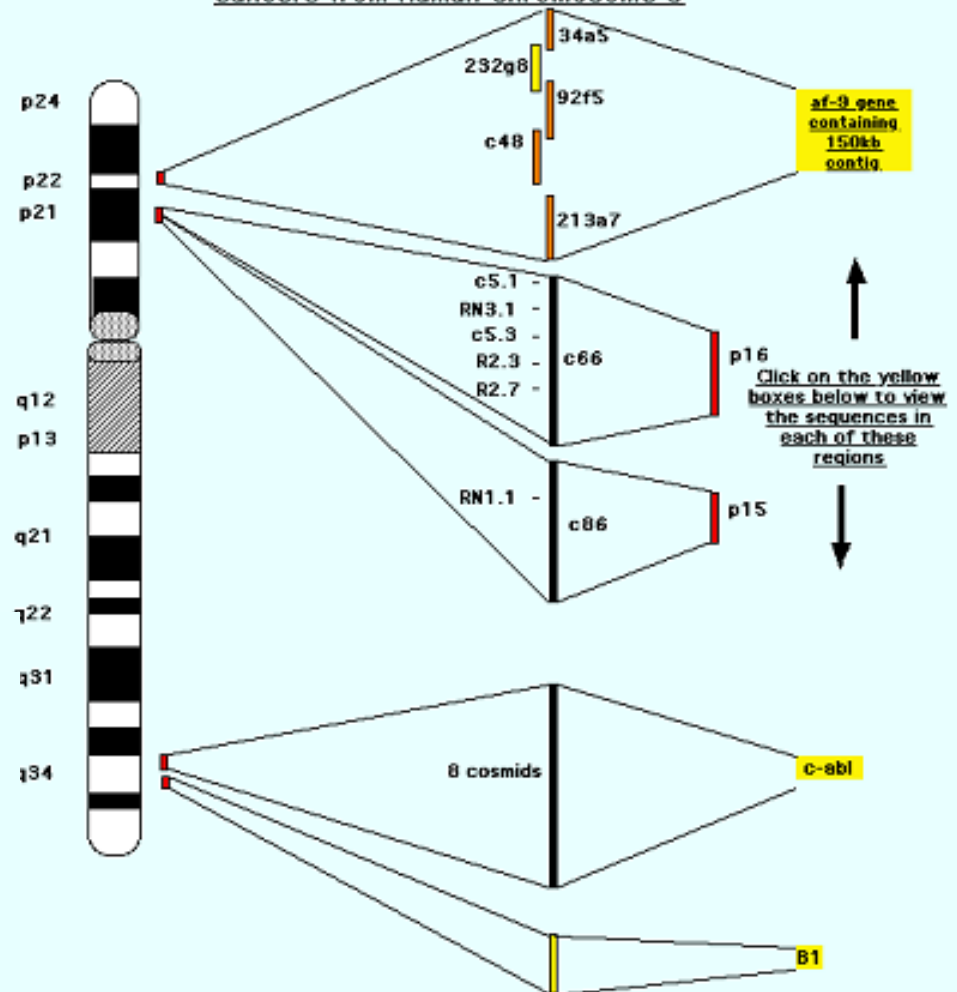 34a5
232g8
p24
92f5
af-9 gene
containing
150kb
contig
c48
p22
p21
213a7
c5.1
RN3.1
c5.3
p16
R2.3
c66
Click on the yellow
boxes below to view
the sequences in
each of these
regions
R2.7
q12
p13
RN1.1
p15
c86
q21
q22
q31
8 cosmids
c-abl
q34
B1